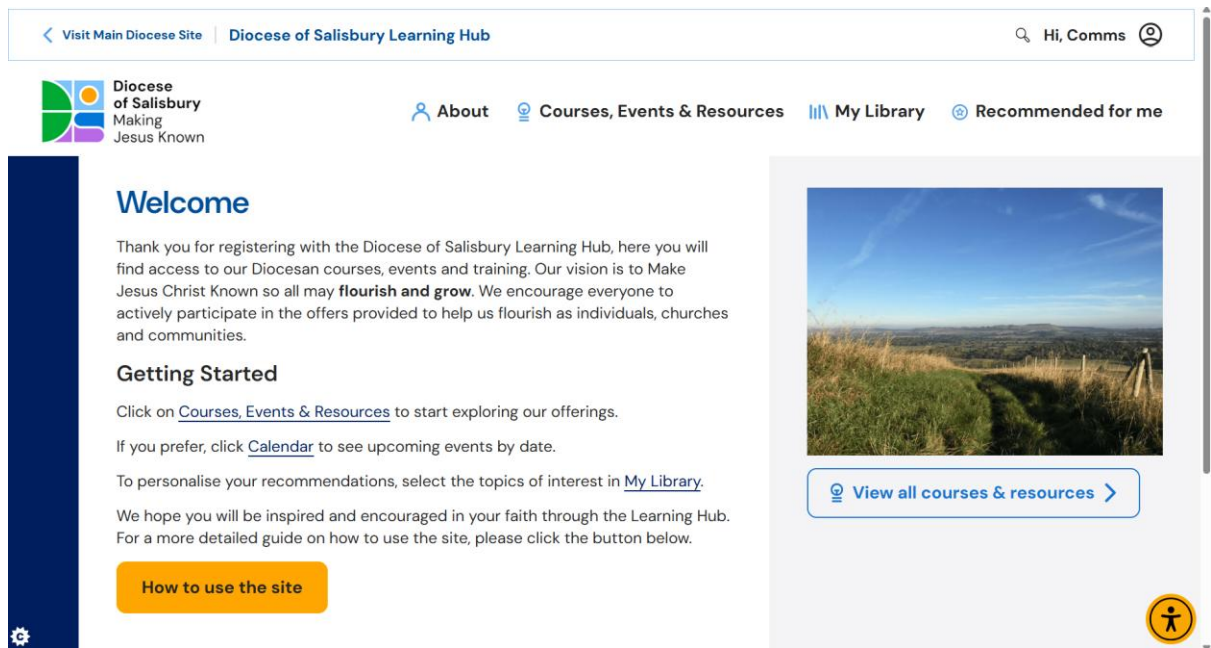 Visit Main Diocese Site
Diocese of Salisbury Learning Hub
Hi, Comms
Diocese
of Salisbury
Making
Jesus Known
About
Courses, Events & Resources
My Library
Recommended for me
Welcome
Thank you for registering with the Diocese of Salisbury Learning Hub, here you will
find access to our Diocesan courses, events and training. Our vision is to Make
Jesus Christ Known so all may flourish and grow. We encourage everyone to
actively participate in the offers provided to help us flourish as individuals, churches
and communities.
Getting Started
Click on Courses, Events & Resources to start exploring our offerings.
If you prefer, click Calendar to see upcoming events by date.
To personalise your recommendations, select the topics of interest in My Library.
We hope you will be inspired and encouraged in your faith through the Learning Hub.
For a more detailed guide on how to use the site, please click the button below.
How to use the site
View all courses & resources